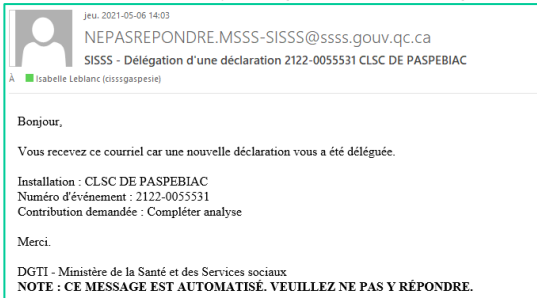 jeu. 2021-05-06 14:03
NEPASREPONDRE.MSSS-SISSS@ssss.gouv.qc.ca
SISSS - Délégation d'une déclaration 2122-0055531 CLSC DE PASPEBIAC
À Isabelle Leblanc (cisssgaspesie)
Bonjour,
Vous recevez ce courriel car une nouvelle déclaration vous a été déléguée.
Installation : CLSC DE PASPEBIAC
Numéro d'événement : 2122-0055531
Contribution demandée : Compléter analyse
Merci.
DGTI - Ministère de la Santé et des Services sociaux
NOTE : CE MESSAGE EST AUTOMATISÉ. VEUILLEZ NE PAS Y RÉPONDRE.